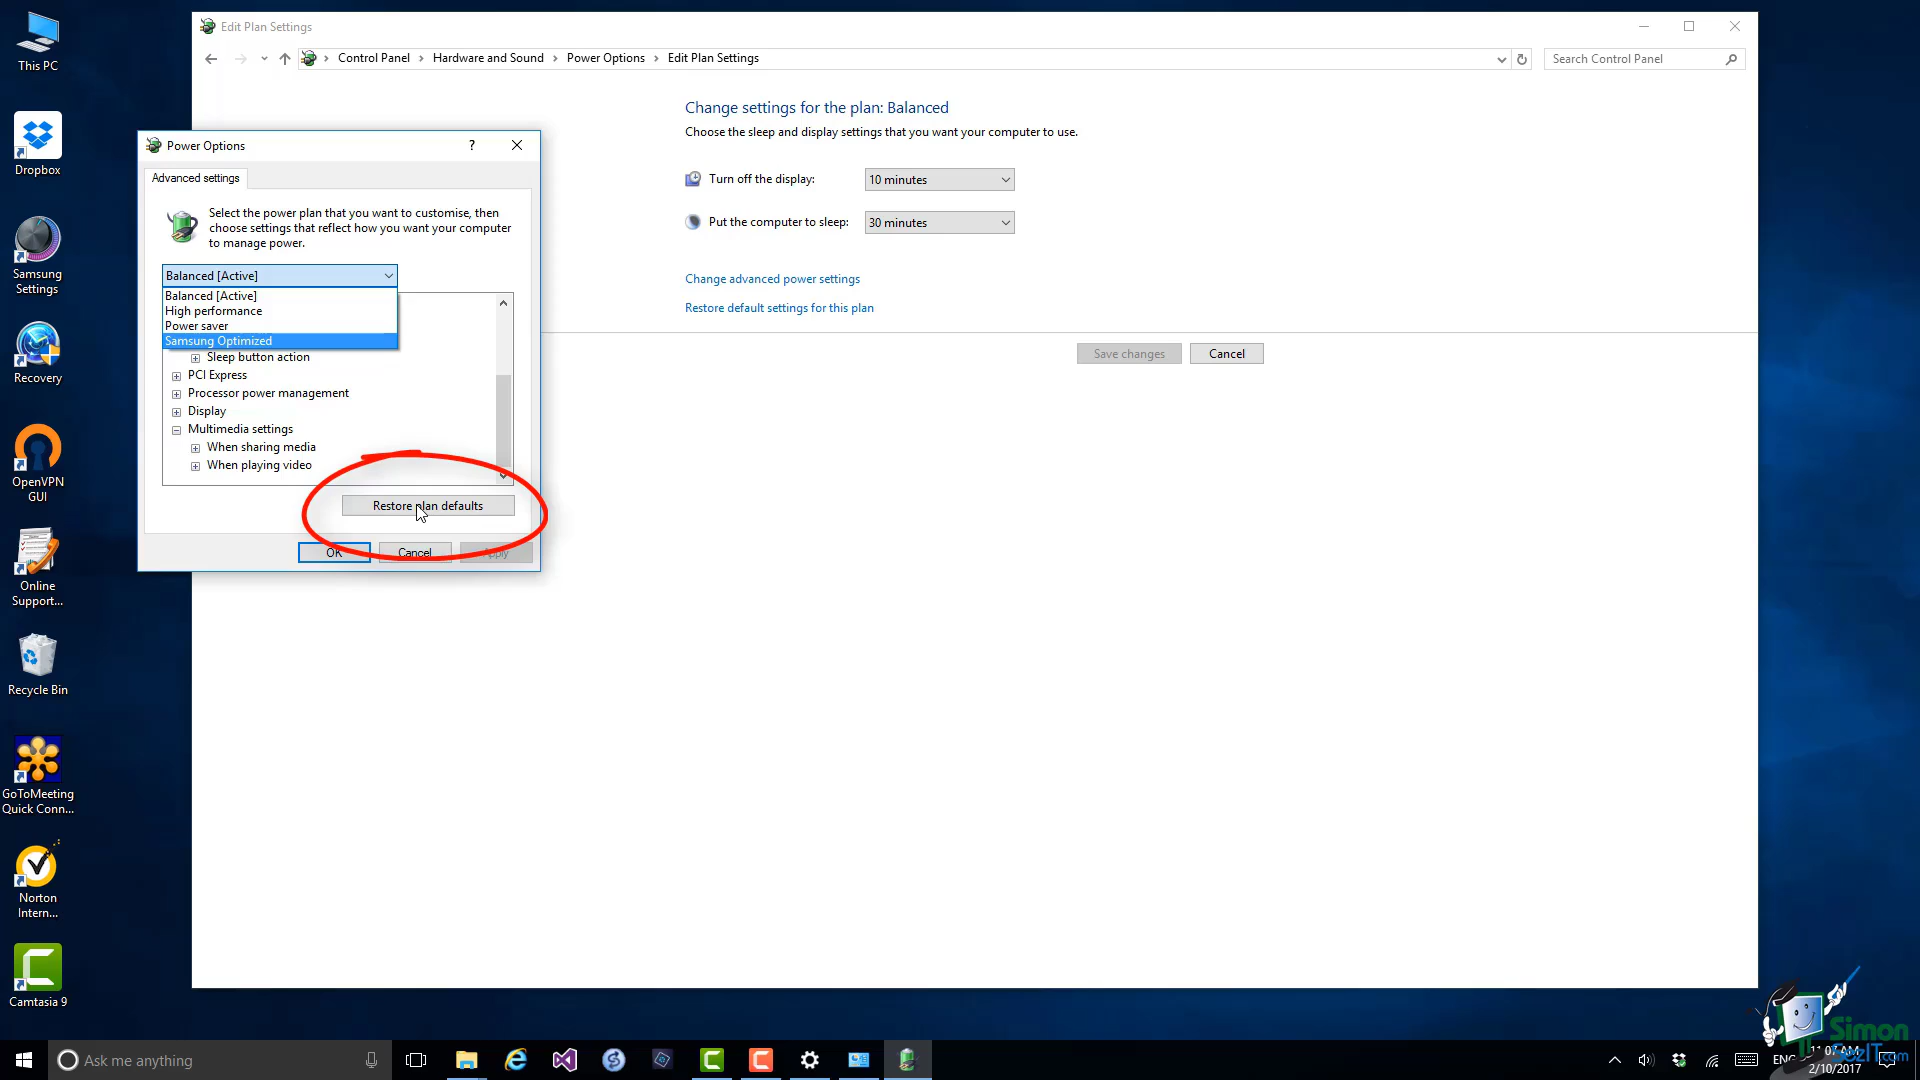 This PC
Dropbox
Samsung
Settings
Recovery
OpenVPN
GUI
Online
Support...
Recycle Bin
GoToMeeting
Quick Conn...
Norton
Intern...
Camtasia 9
Edit Plan Settings
Control Panel
Hardware and Sound
Power Options
Edit Plan Settings
Search Control Panel
Change settings for the plan: Balanced
Choose the sleep and display settings that you want your computer to use.
Turn off the display: 10 minutes
Put the computer to sleep: 30 minutes
Change advanced power settings
Restore default settings for this plan
Save changes Cancel
Power Options
?
Advanced settings
Select the power plan that you want to customise, then
choose settings that reflect how you want your computer
to manage power.
Balanced [Active]
Balanced [Active]
High performance
Power saver
Samsung Optimized
Sleep button action
PCI Express
Processor power management
Display
Multimedia settings
When sharing media
When playing video
Restore plan defaults
OK Cancel Apply
Ask me anything
ENG
11:07 AM
2/10/2017
Simon
SezIT.com